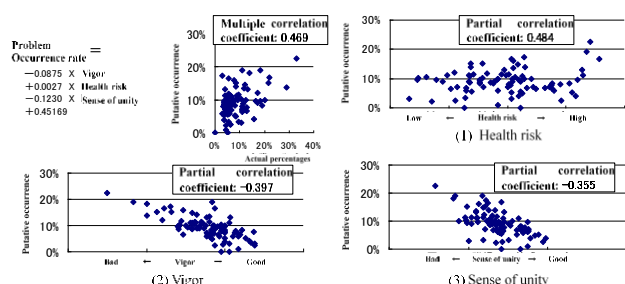 Problem
Occurrence rate =
−0.0875 × Vigor
+0.0027 × Health risk
−0.1230 × Sense of unity
+0.45169
Multiple correlation
coefficient: 0.469
Putative occurrence
30%
20%
10%
0%
0% 10% 20% 30% 40%
Actual percentages
Partial correlation
coefficient: 0.484
Putative occurrence
30%
20%
10%
0%
Low ← Health risk → High
(1) Health risk
Partial correlation
coefficient: −0.397
Putative occurrence
30%
20%
10%
0%
Bad ← Vigor → Good
(2) Vigor
Partial correlation
coefficient: −0.355
Putative occurrence
30%
20%
10%
0%
Bad ← Sense of unity → Good
(3) Sense of unity